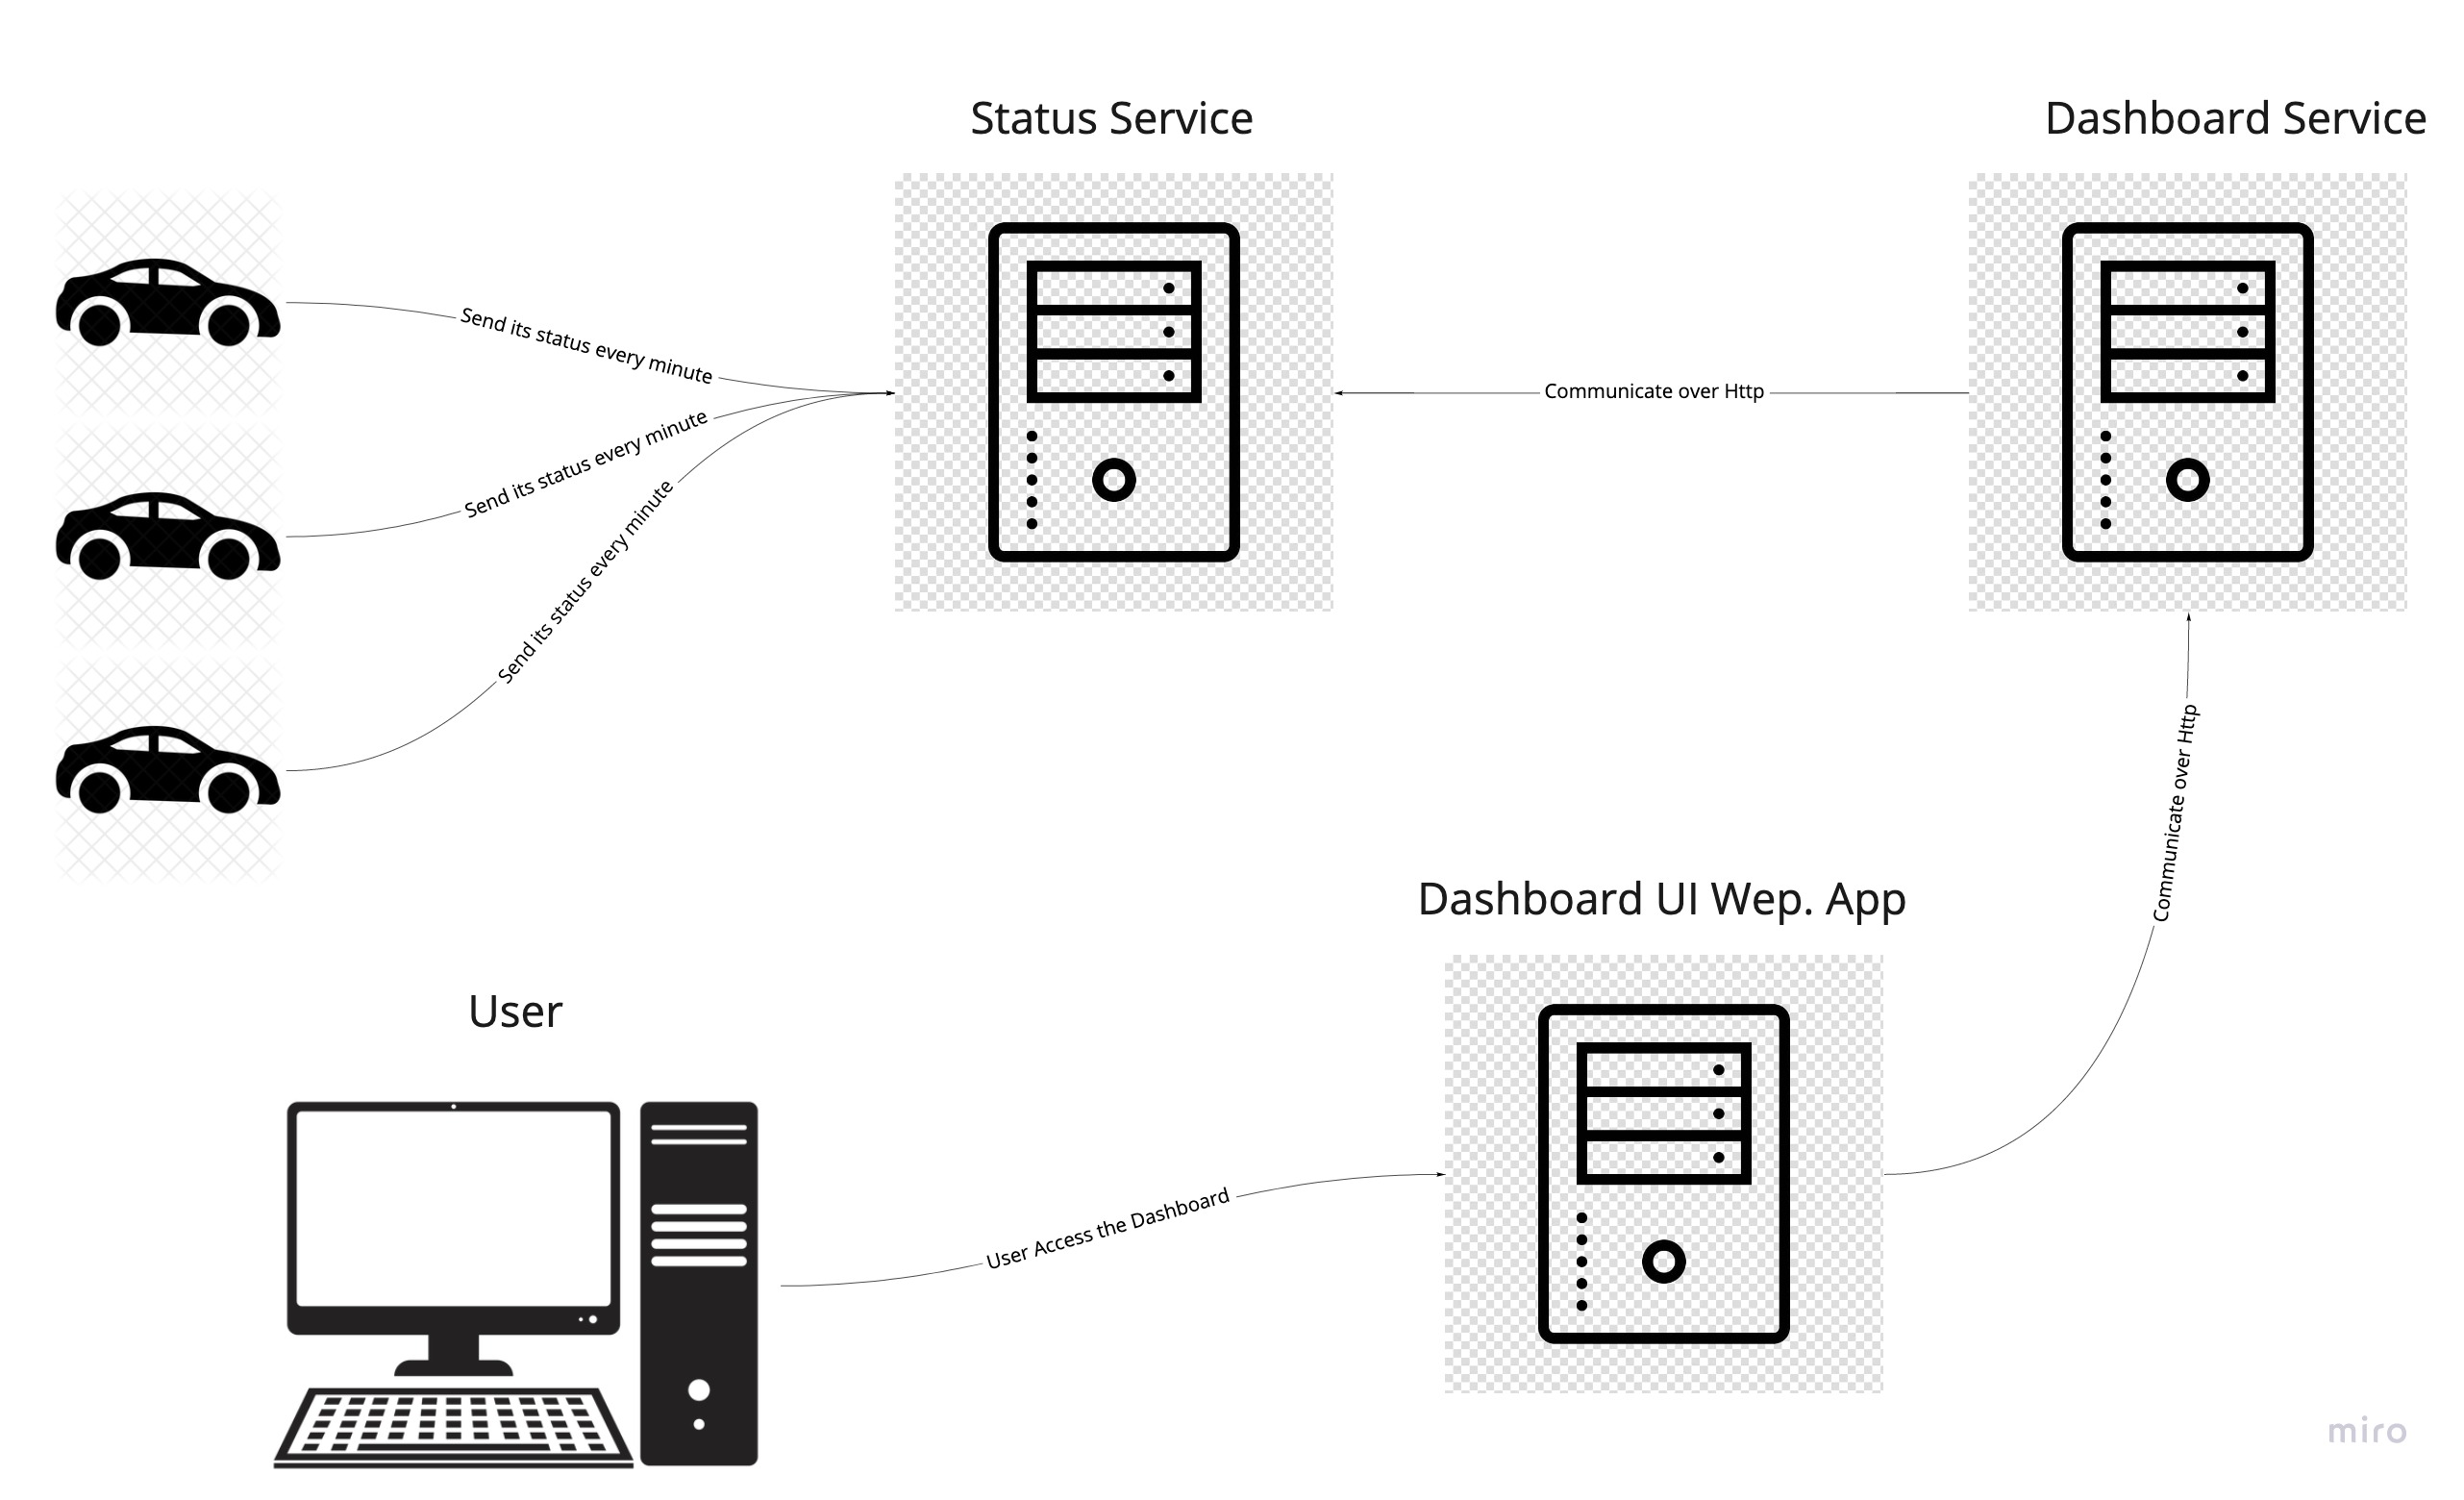 Status Service
Dashboard Service
Send its status every minute
Send its status every minute
Send its status every minute
Communicate over Http
Communicate over Http
Dashboard UI Wep. App
User
User Access the Dashboard
miro